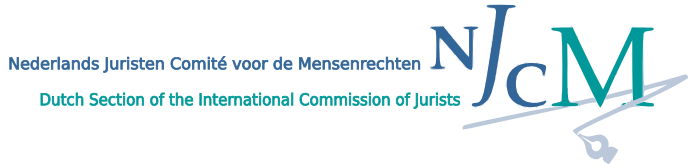 Nederlands Juristen Comité voor de Mensenrechten
Dutch Section of the International Commission of Jurists
NJCM